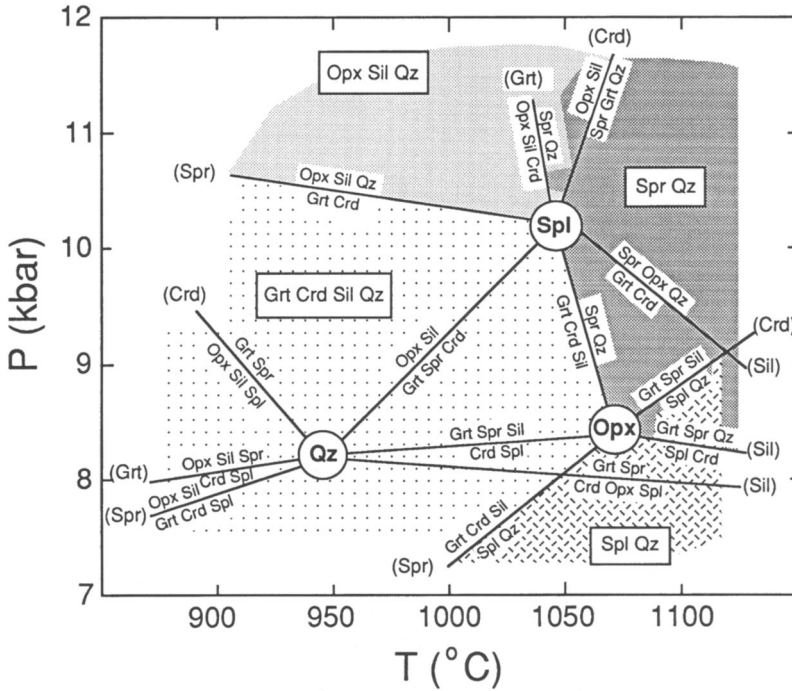 12
11
10
9
8
7
P (kbar)
900
950
1000
1050
1100
T (°C)
Opx Sil Qz
(Crd)
Opx Sil
Spr Grt Qz
(Grt)
Spr Qz
Opx Sil Crd
(Spr)
Opx Sil Qz
Grt Crd
Spl
Spr Qz
Grt Crd Sil Qz
Spr Opx Qz
Grt Crd
(Sil)
(Crd)
Grt Spr
Opx Sil Spl
Opx Sil
Grt Spr Crd
Spr Qz
Grt Crd Sil
(Crd)
Grt Spr Sil
Spl Qz
Qz
Opx
Grt Spr Sil
Crd Spl
Grt Spr Qz
Spl Crd
(Sil)
(Grt)
Opx Sil Spr
Crd Spl
(Spr)
Opx Sil
Grt Crd Spl
Grt Spr
Crd Opx Spl
(Sil)
(Spr)
Grt Crd Sil
Spl Qz
Spl Qz